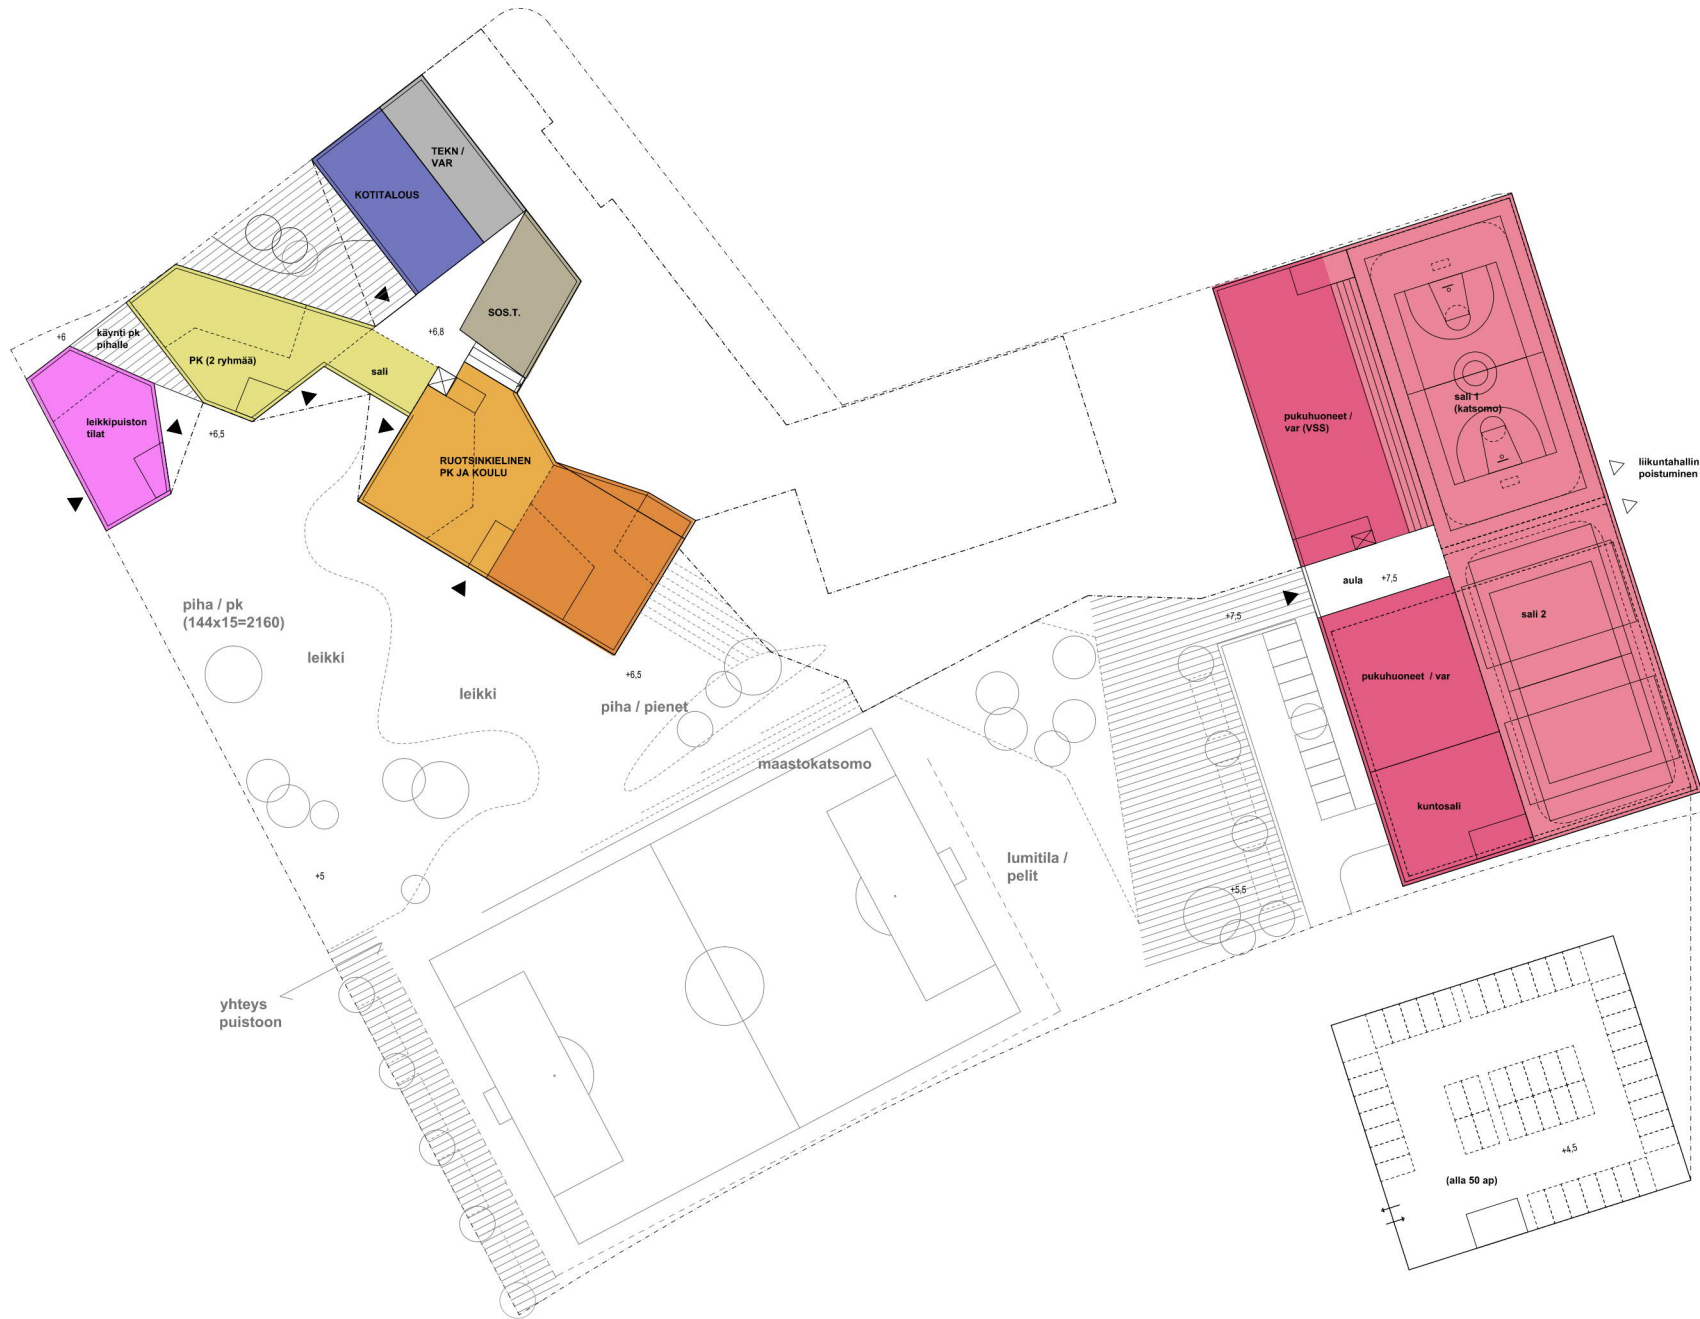 TEKN /
VAR
KOTITALOUS
SOS.T.
käynti pk
pihalle
+6
+6,8
PK (2 ryhmää)
sali
leikkipuiston
tilat
+6,5
RUOTSINKIELINEN
PK JA KOULU
pukuhuoneet /
var (VSS)
sali 1
(katsomo)
liikuntahallin
poistuminen
aula
+7,5
+7,5
sali 2
piha / pk
(144x15=2160)
leikki
leikki
+6,5
piha / pienet
pukuhuoneet / var
maastokatsomo
kuntosali
+5
lumitila /
pelit
+5,5
yhteys
puistoon
+4,5
(alla 50 ap)